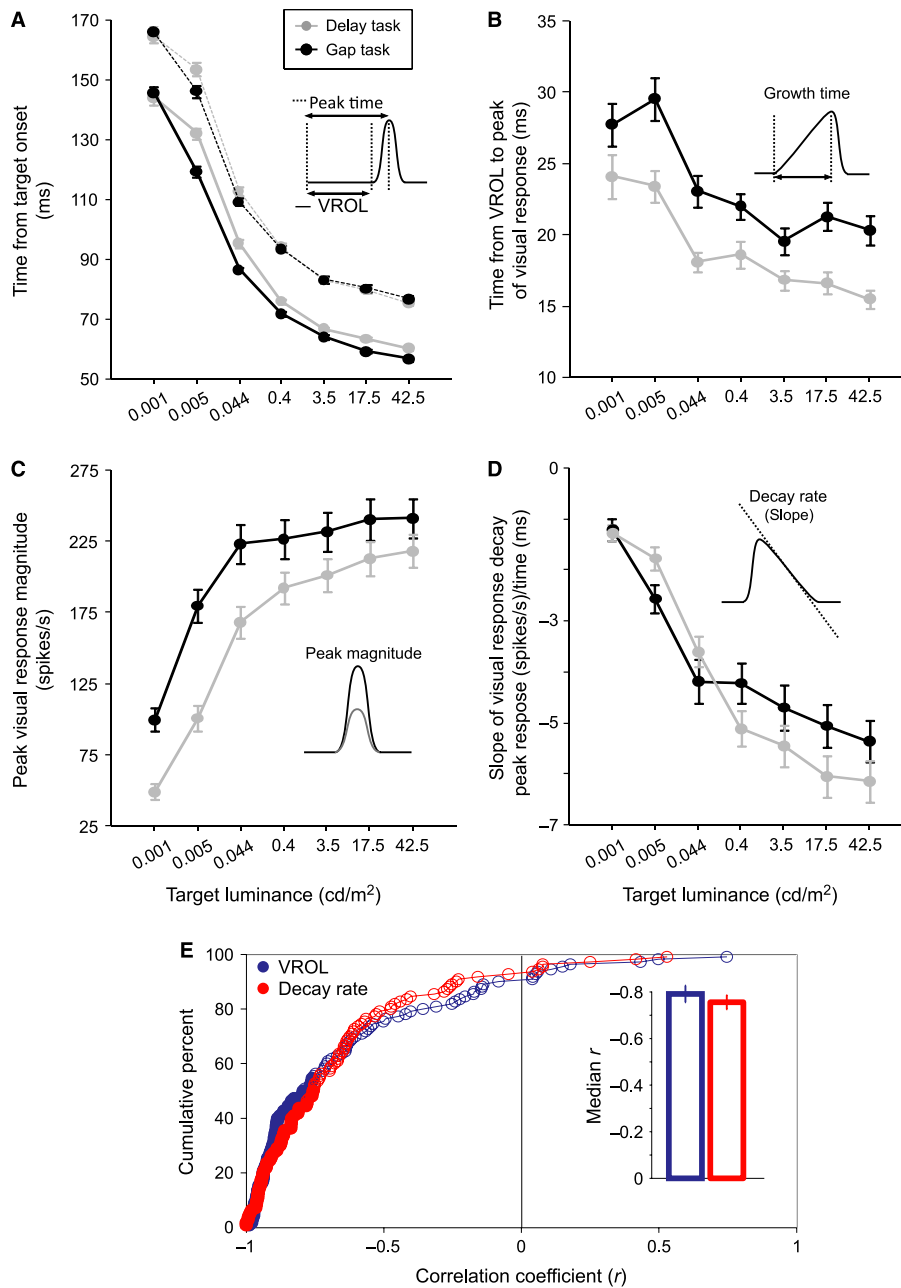 A
170
150
130
110
90
70
50
Time from target onset
(ms)
Delay task
Gap task
Peak time
VROL
0.001
0.005
0.044
0.4
3.5
17.5
42.5
B
35
30
25
20
15
10
Time from VROL to peak
of visual response (ms)
Growth time
0.001
0.005
0.044
0.4
3.5
17.5
42.5
C
275
225
175
125
75
25
Peak visual response magnitude
(spikes/s)
Peak magnitude
0.001
0.005
0.044
0.4
3.5
17.5
42.5
Target luminance (cd/m²)
D
0
−1
−3
−5
−7
Slope of visual response decay
peak respose (spikes/s)/time (ms)
Decay rate
(Slope)
0.001
0.005
0.044
0.4
3.5
17.5
42.5
Target luminance (cd/m²)
E
100
80
60
40
20
0
Cumulative percent
VROL
Decay rate
−0.8
−0.6
−0.4
−0.2
0
Median r
−1
−0.5
0
0.5
1
Correlation coefficient (r)